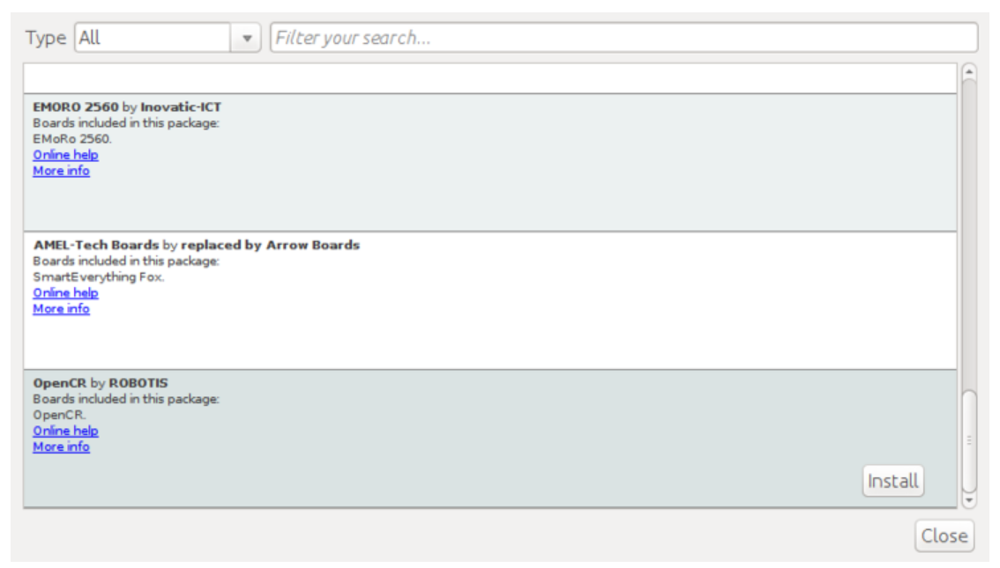 Type All Filter your search...
EMORO 2560 by Inovatic-ICT
Boards included in this package:
EMoRo 2560.
Online help
More info
AMEL-Tech Boards by replaced by Arrow Boards
Boards included in this package:
SmartEverything Fox.
Online help
More info
OpenCR by ROBOTIS
Boards included in this package:
OpenCR.
Online help
More info
Install
Close